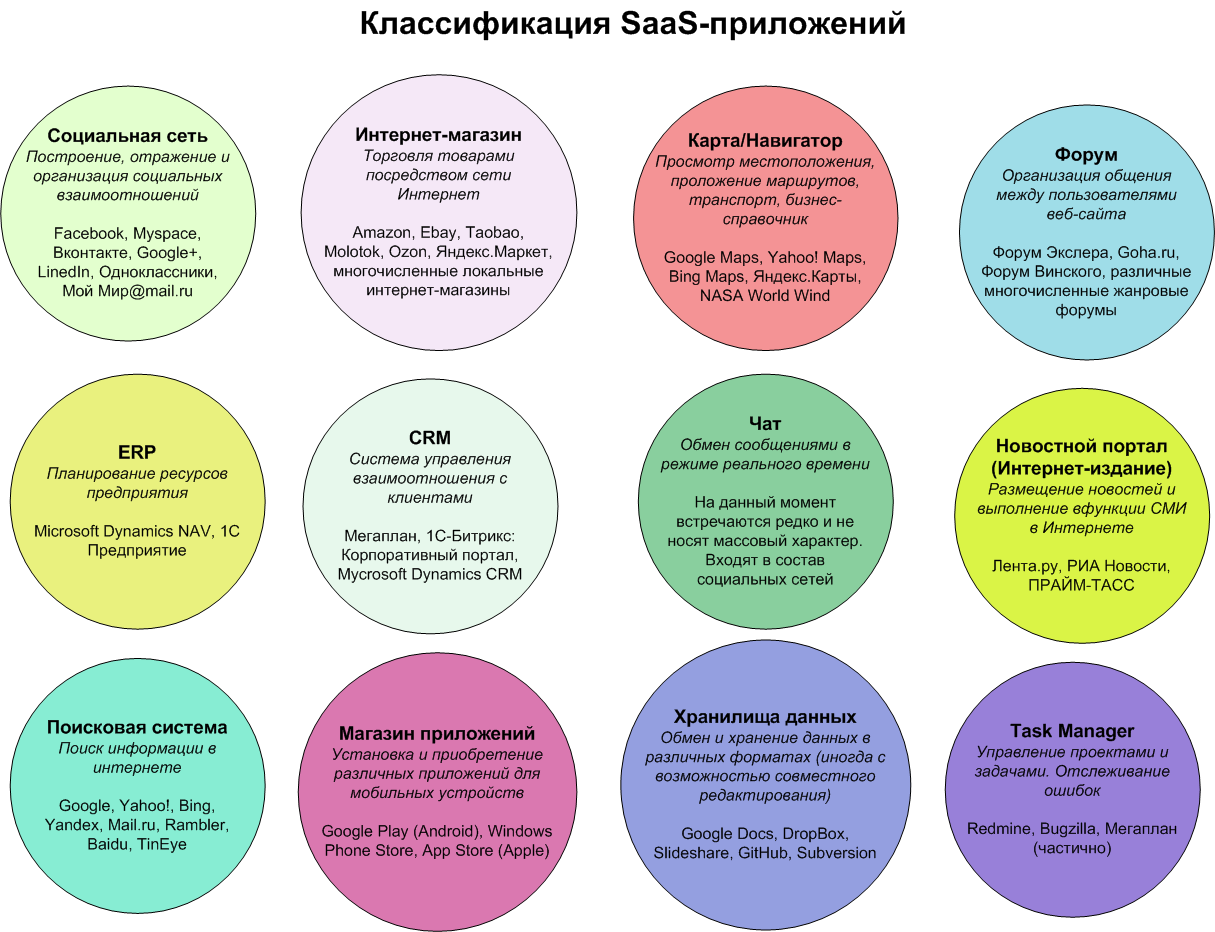 Классификация SaaS-приложений
Социальная сеть
Построение, отражение и
организация социальных
взаимоотношений
Facebook, Myspace,
Вконтакте, Google+,
LinedIn, Одноклассники,
Мой Мир@mail.ru
Интернет-магазин
Торговля товарами
посредством сети
Интернет
Amazon, Ebay, Taobao,
Molotok, Ozon, Яндекс.Маркет,
многочисленные локальные
интернет-магазины
Карта/Навигатор
Просмотр местоположения,
проложение маршрутов,
транспорт, бизнес-
справочник
Google Maps, Yahoo! Maps,
Bing Maps, Яндекс.Карты,
NASA World Wind
Форум
Организация общения
между пользователями
веб-сайта
Форум Экслера, Goha.ru,
Форум Винского, различные
многочисленные жанровые
форумы
ERP
Планирование ресурсов
предприятия
Microsoft Dynamics NAV, 1С
Предприятие
CRM
Система управления
взаимоотношения с
клиентами
Мегаплан, 1С-Битрикс:
Корпоративный портал,
Mycrosoft Dynamics CRM
Чат
Обмен сообщениями в
режиме реального времени
На данный момент
встречаются редко и не
носят массовый характер.
Входят в состав
социальных сетей
Новостной портал
(Интернет-издание)
Размещение новостей и
выполнение вфункции СМИ
в Интернете
Лента.ру, РИА Новости,
ПРАЙМ-ТАСС
Поисковая система
Поиск информации в
интернете
Google, Yahoo!, Bing,
Yandex, Mail.ru, Rambler,
Baidu, TinEye
Магазин приложений
Установка и приобретение
различных приложений для
мобильных устройств
Google Play (Android), Windows
Phone Store, App Store (Apple)
Хранилища данных
Обмен и хранение данных в
различных форматах (иногда с
возможностью совместного
редактирования)
Google Docs, DropBox,
Slideshare, GitHub, Subversion
Task Manager
Управление проектами и
задачами. Отслеживание
ошибок
Redmine, Bugzilla, Мегаплан
(частично)